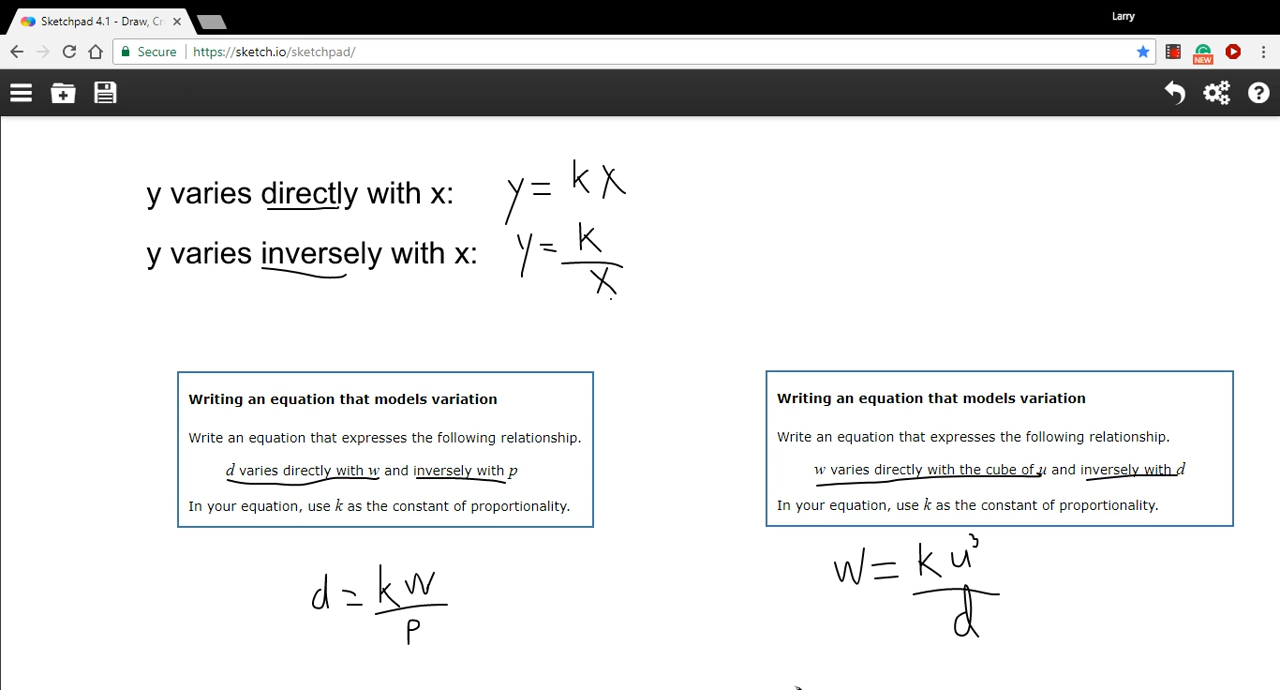 Larry
Sketchpad 4.1 - Draw, Cr
Secure https://sketch.io/sketchpad/
NEW
y varies directly with x: y = kx
y varies inversely with x: y = k
x
Writing an equation that models variation
Write an equation that expresses the following relationship.
d varies directly with w and inversely with p
In your equation, use k as the constant of proportionality.
d = kw
p
Writing an equation that models variation
Write an equation that expresses the following relationship.
w varies directly with the cube of u and inversely with d
In your equation, use k as the constant of proportionality.
w = ku³
d